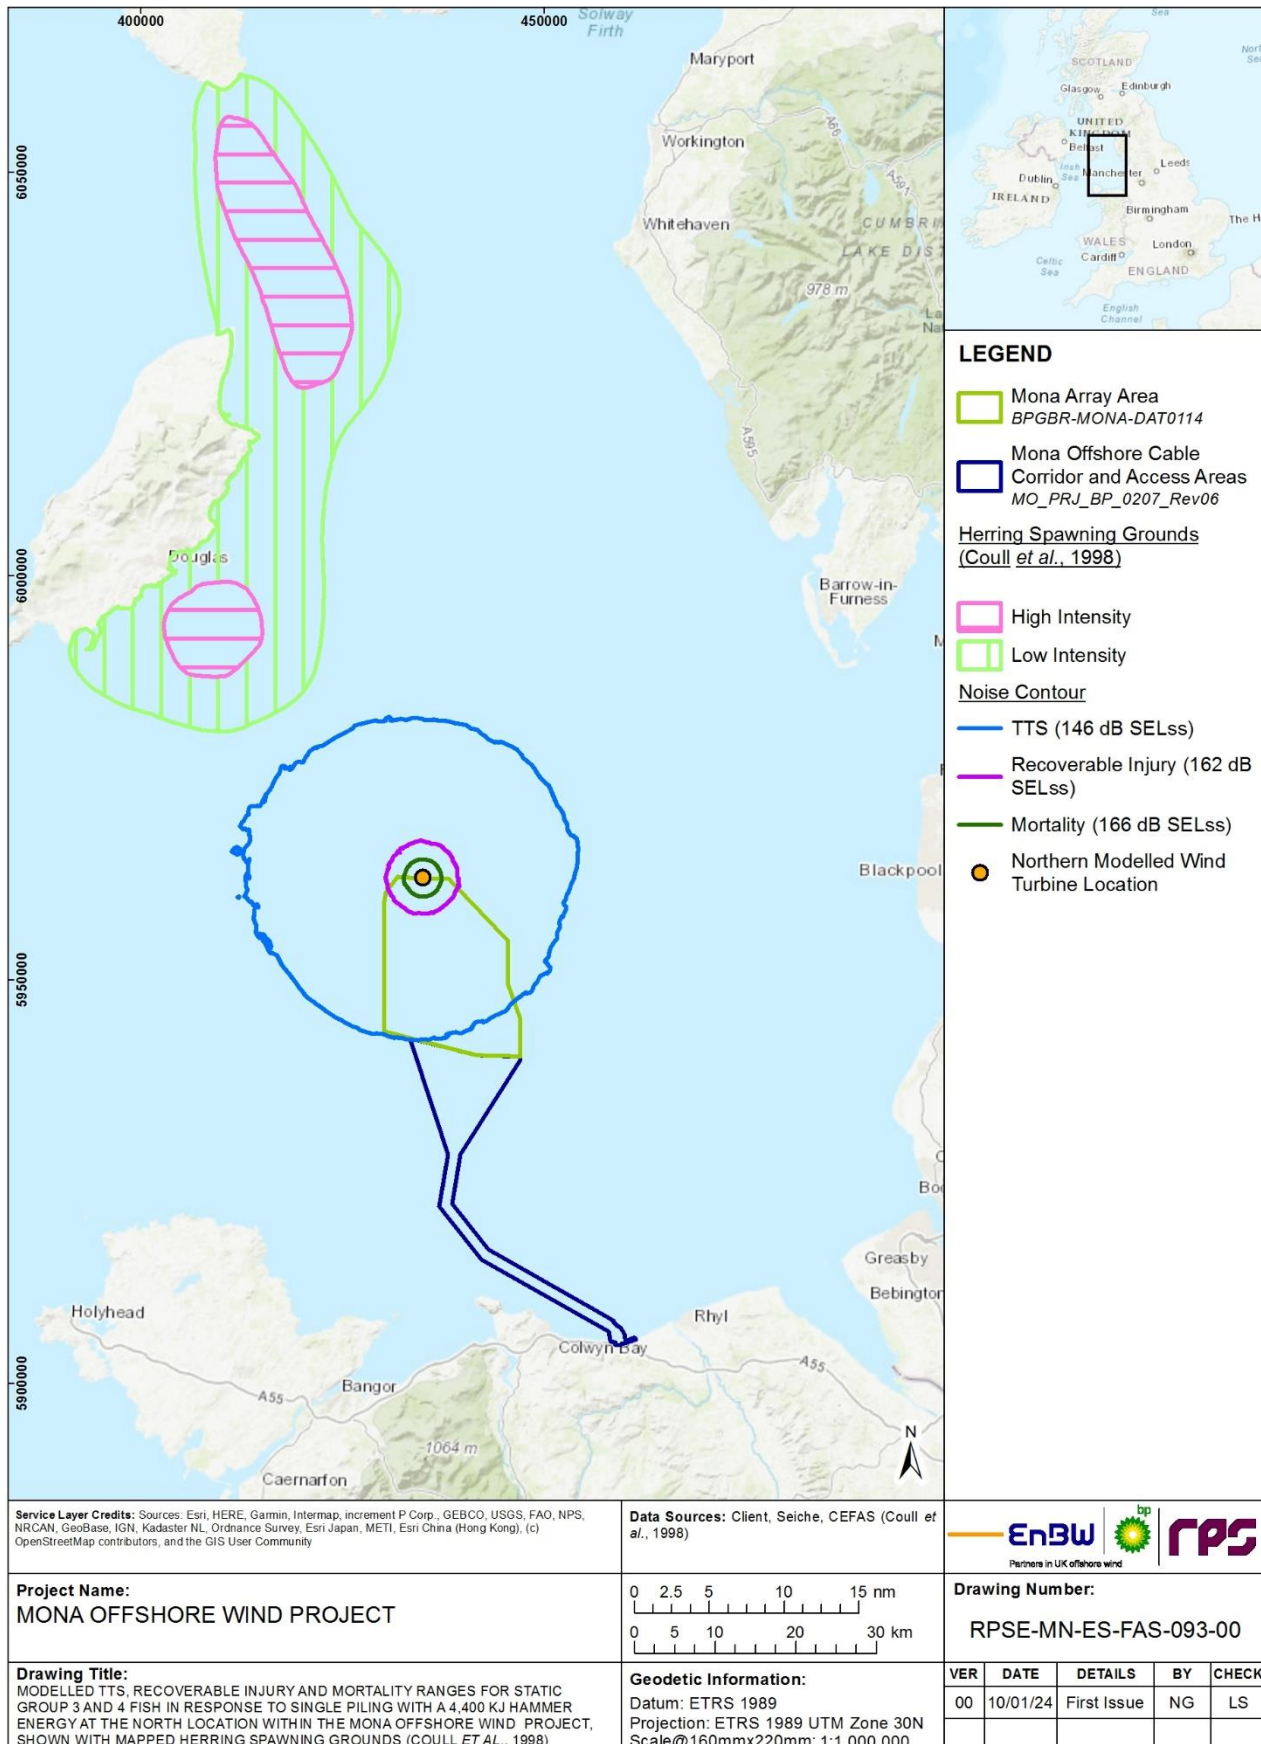 400000
450000
6050000
6000000
5950000
5900000
Solway
Firth
Maryport
Workington
Whitehaven
A66
A591
CUMBRI
LAKE DIS
978 m
La
Na
A595
Douglas
Barrow-in-
Furness
M
Blackpool
Bo
Greasby
Bebington
Holyhead
Rhyl
Colwyn Bay
A55
A55
Bangor
1064 m
Caernarfon
N
Sea
Nort
Se
SCOTLAND
Glasgow
Edinburgh
UNITED
KINGDOM
Belfast
Irish
Sea
Leeds
Dublin
Manchester
IRELAND
Birmingham
The H
WALES
London
Cardiff
Celtic
Sea
ENGLAND
English
Channel
LEGEND
Mona Array Area
BPGBR-MONA-DAT0114
Mona Offshore Cable
Corridor and Access Areas
MO_PRJ_BP_0207_Rev06
Herring Spawning Grounds
(Coull et al., 1998)
High Intensity
Low Intensity
Noise Contour
TTS (146 dB SELss)
Recoverable Injury (162 dB
SELss)
Mortality (166 dB SELss)
Northern Modelled Wind
Turbine Location
Service Layer Credits: Sources: Esri, HERE, Garmin, Intermap, increment P Corp., GEBCO, USGS, FAO, NPS,
NRCAN, GeoBase, IGN, Kadaster NL, Ordnance Survey, Esri Japan, METI, Esri China (Hong Kong), (c)
OpenStreetMap contributors, and the GIS User Community
Data Sources: Client, Seiche, CEFAS (Coull et
al., 1998)
EnBW
bp
rps
Partners in UK offshore wind
Project Name:
MONA OFFSHORE WIND PROJECT
0 2.5 5 10 15 nm
0 5 10 20 30 km
Drawing Number:
RPSE-MN-ES-FAS-093-00
Drawing Title:
MODELLED TTS, RECOVERABLE INJURY AND MORTALITY RANGES FOR STATIC
GROUP 3 AND 4 FISH IN RESPONSE TO SINGLE PILING WITH A 4,400 KJ HAMMER
ENERGY AT THE NORTH LOCATION WITHIN THE MONA OFFSHORE WIND PROJECT,
SHOWN WITH MAPPED HERRING SPAWNING GROUNDS (COULL ET AL., 1998)
Geodetic Information:
Datum: ETRS 1989
Projection: ETRS 1989 UTM Zone 30N
Scale@160mmx220mm: 1:1,000,000
VER DATE DETAILS BY CHECK
00 10/01/24 First Issue NG LS